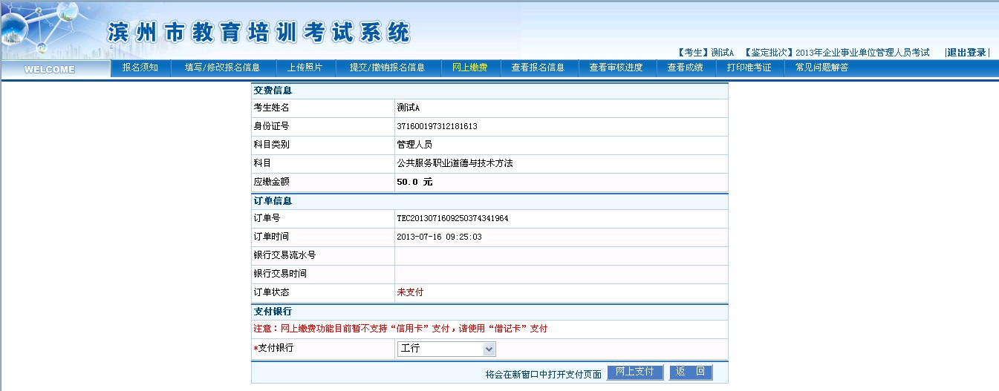 滨州市教育培训考试系统
【考生】测试A 【鉴定批次】2013年企业事业单位管理人员考试 |退出登录|
WELCOME 报名须知 填写/修改报名信息 上传照片 提交/撤销报名信息 网上缴费 查看报名信息 查看审核进度 查看成绩 打印准考证 常见问题解答
交费信息
考生姓名 测试A
身份证号 371600197312181613
科目类别 管理人员
科目 公共服务职业道德与技术方法
应缴金额 50.0 元
订单信息
订单号 TEC2013071609250374341964
订单时间 2013-07-16 09:25:03
银行交易流水号
银行交易时间
订单状态 未支付
支付银行
注意：网上缴费功能目前暂不支持“信用卡”支付，请使用“借记卡”支付
*支付银行 工行
将会在新窗口中打开支付页面 网上支付 返 回